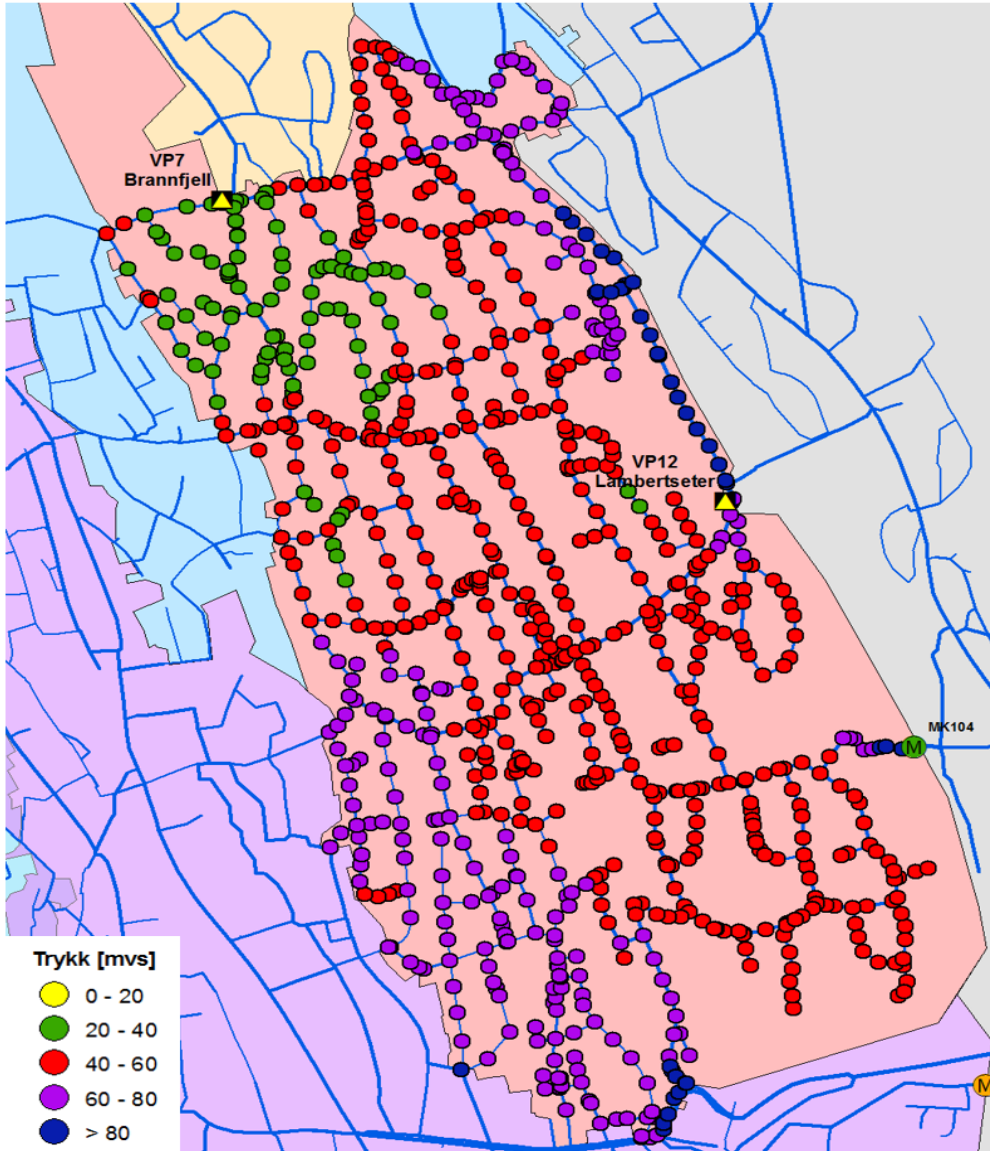 VP7
Brannfjell
VP12
Lambertseter
MK104
M
M
Trykk [mvs]
0 - 20
20 - 40
40 - 60
60 - 80
> 80